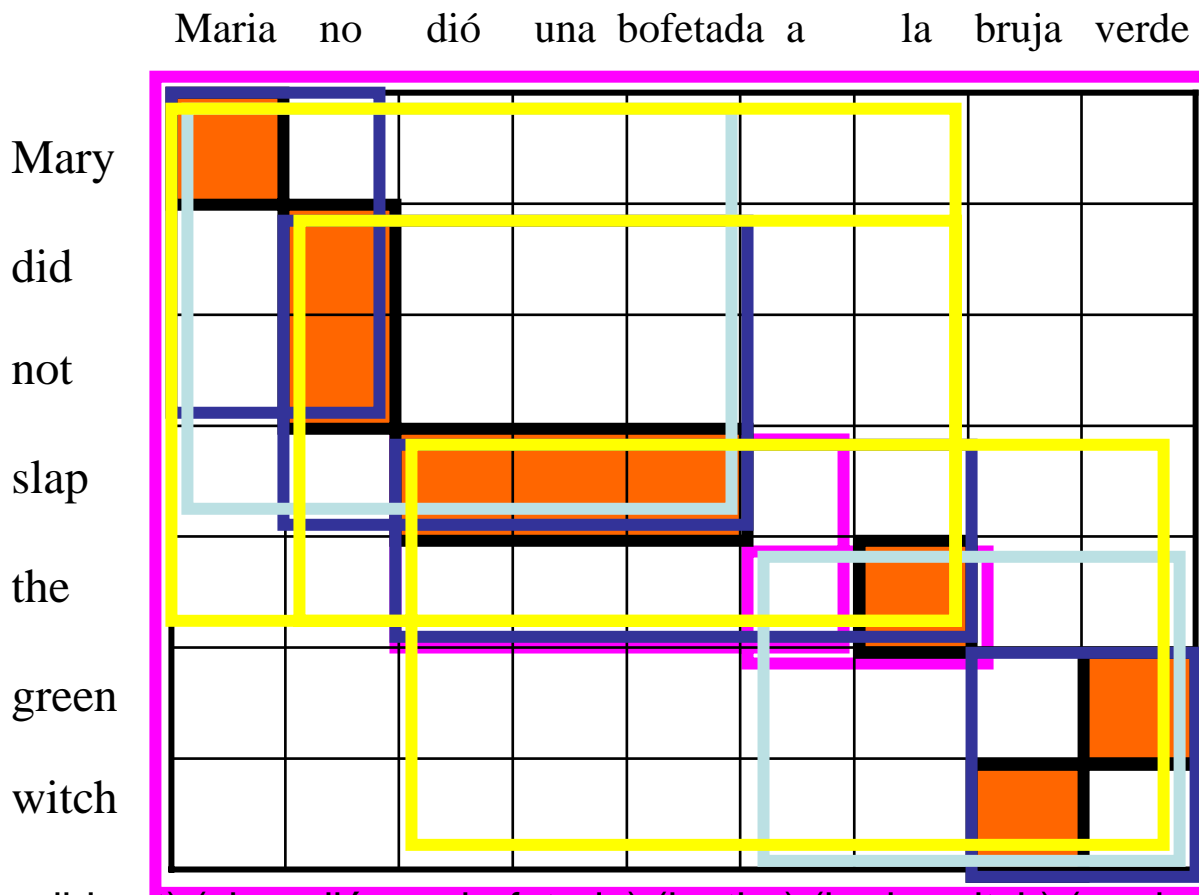 Maria no dió una bofetada a la bruja verde
Mary
did
not
slap
the
green
witch